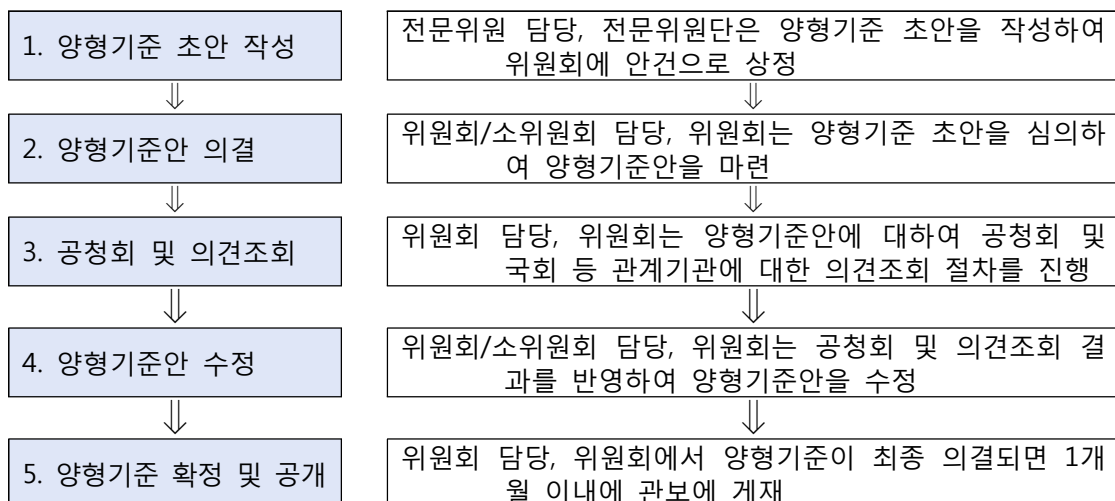 1. 양형기준 초안 작성
전문위원 담당, 전문위원단은 양형기준 초안을 작성하여
위원회에 안건으로 상정
⇓ ⇓
2. 양형기준안 의결
위원회/소위원회 담당, 위원회는 양형기준 초안을 심의하
여 양형기준안을 마련
⇓ ⇓
3. 공청회 및 의견조회
위원회 담당, 위원회는 양형기준안에 대하여 공청회 및
국회 등 관계기관에 대한 의견조회 절차를 진행
⇓ ⇓
4. 양형기준안 수정
위원회/소위원회 담당, 위원회는 공청회 및 의견조회 결
과를 반영하여 양형기준안을 수정
⇓ ⇓
5. 양형기준 확정 및 공개
위원회 담당, 위원회에서 양형기준이 최종 의결되면 1개
월 이내에 관보에 게재